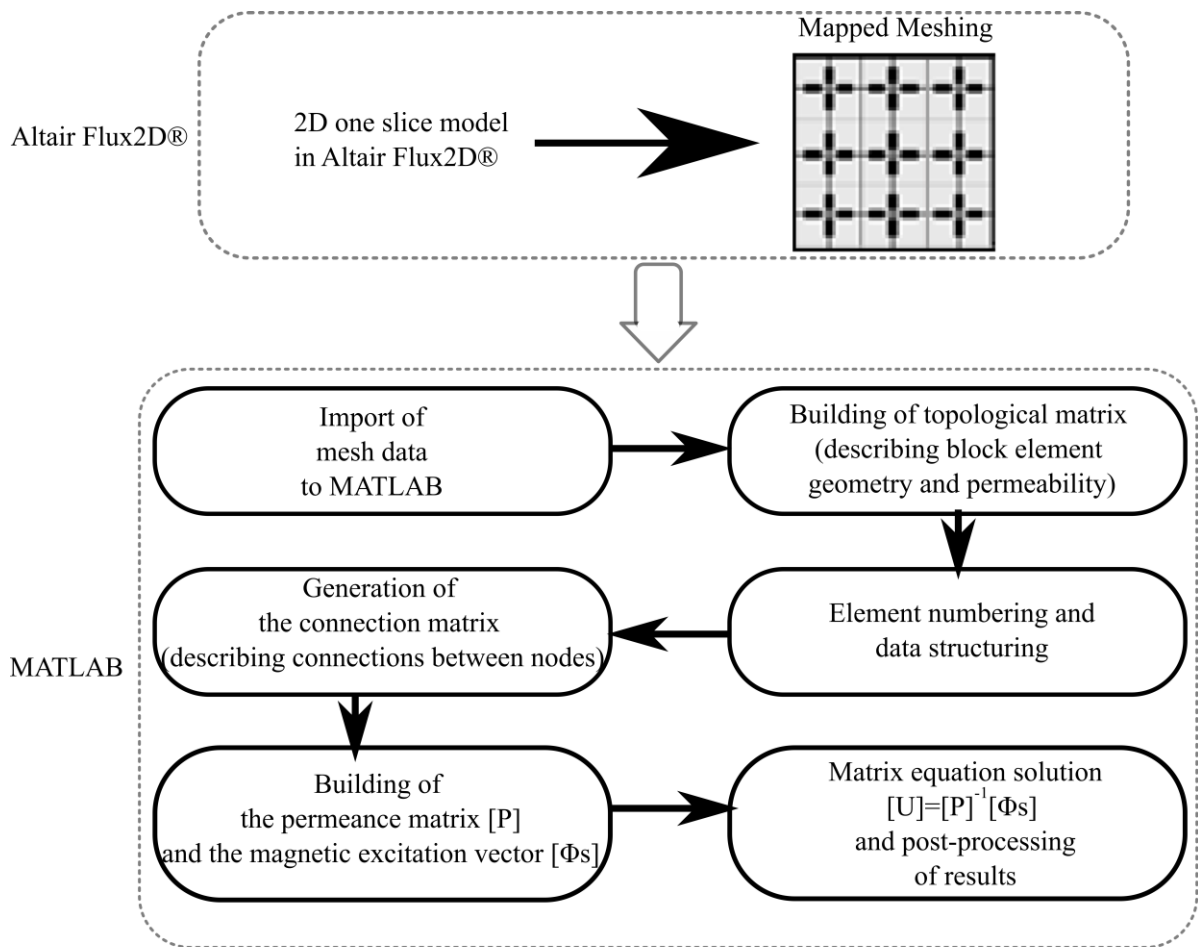 Mapped Meshing
Altair Flux2D®
2D one slice model
in Altair Flux2D®
MATLAB
Import of
mesh data
to MATLAB
Building of topological matrix
(describing block element
geometry and permeability)
Element numbering and
data structuring
Generation of
the connection matrix
(describing connections between nodes)
Building of
the permeance matrix [P]
and the magnetic excitation vector [Φs]
Matrix equation solution
[U]=[P]⁻¹[Φs]
and post-processing
of results